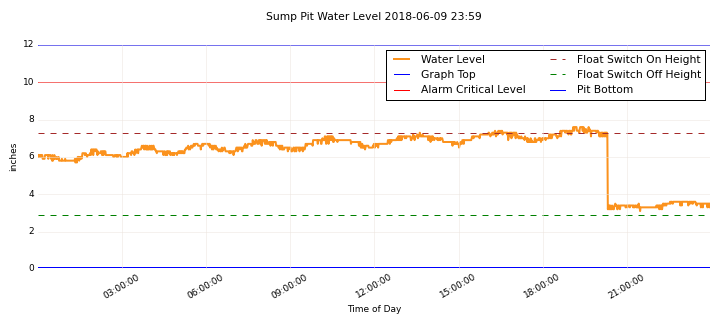 Sump Pit Water Level 2018-06-09 23:59
12
10
8
6
4
2
0
inches
Water Level
Graph Top
Alarm Critical Level
Float Switch On Height
Float Switch Off Height
Pit Bottom
03:00:00
06:00:00
09:00:00
12:00:00
15:00:00
18:00:00
21:00:00
Time of Day